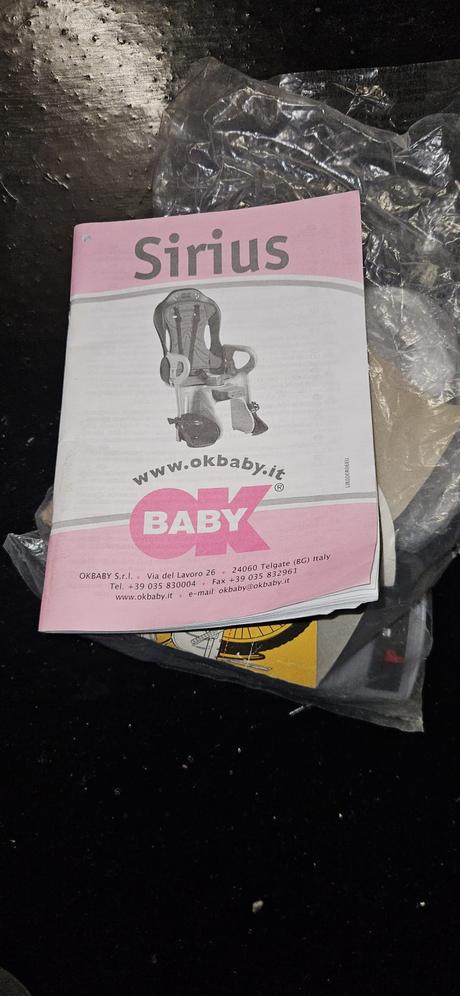 Sirius
www.okbaby.it
OK BABY ®
OKBABY S.r.l. • Via del Lavoro 26 • 24060 Telgate (BG) Italy
Tel. +39 035 830004 • Fax +39 035 832961
www.okbaby.it • e-mail: okbaby@okbaby.it